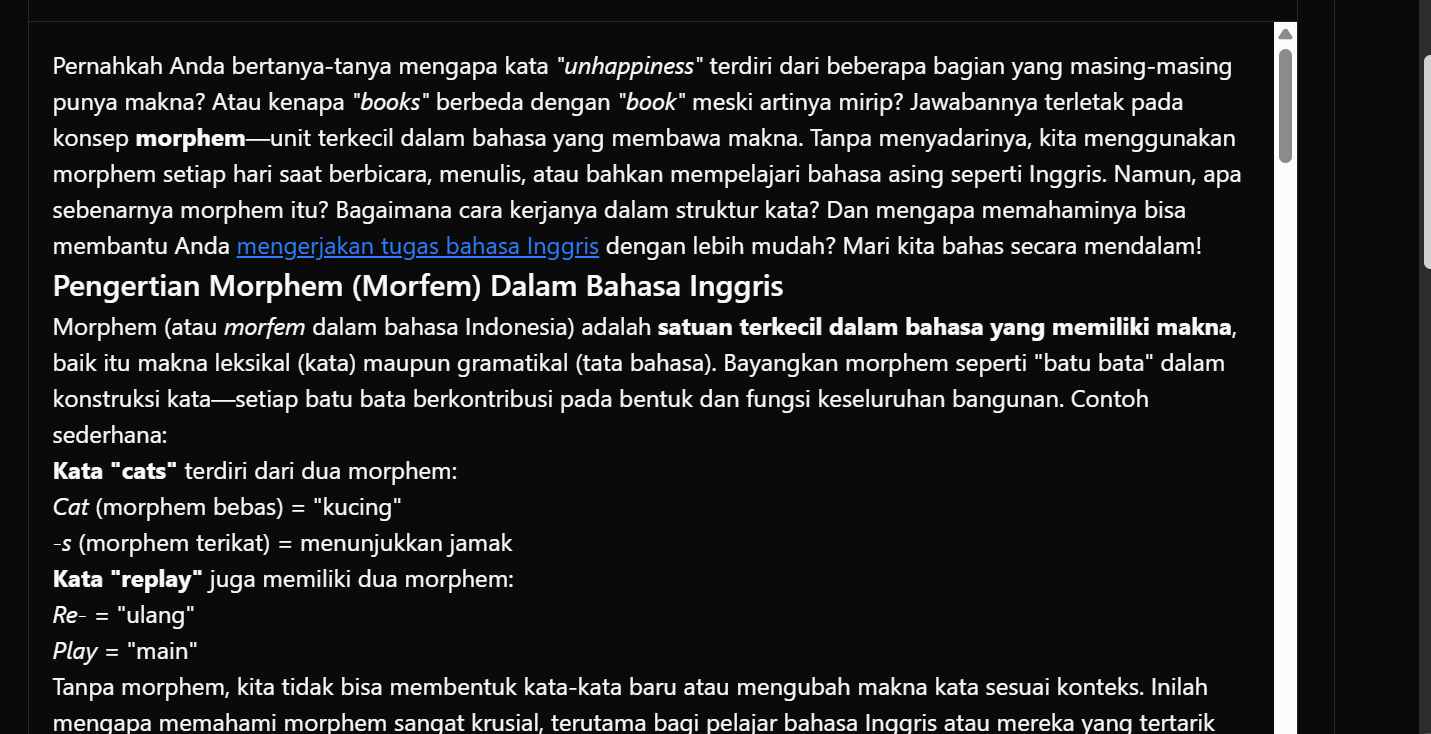 Pernahkah Anda bertanya-tanya mengapa kata "unhappiness" terdiri dari beberapa bagian yang masing-masing
punya makna? Atau kenapa "books" berbeda dengan "book" meski artinya mirip? Jawabannya terletak pada
konsep morphem—unit terkecil dalam bahasa yang membawa makna. Tanpa menyadarinya, kita menggunakan
morphem setiap hari saat berbicara, menulis, atau bahkan mempelajari bahasa asing seperti Inggris. Namun, apa
sebenarnya morphem itu? Bagaimana cara kerjanya dalam struktur kata? Dan mengapa memahaminya bisa
membantu Anda mengerjakan tugas bahasa Inggris dengan lebih mudah? Mari kita bahas secara mendalam!
Pengertian Morphem (Morfem) Dalam Bahasa Inggris
Morphem (atau morfem dalam bahasa Indonesia) adalah satuan terkecil dalam bahasa yang memiliki makna,
baik itu makna leksikal (kata) maupun gramatikal (tata bahasa). Bayangkan morphem seperti "batu bata" dalam
konstruksi kata—setiap batu bata berkontribusi pada bentuk dan fungsi keseluruhan bangunan. Contoh
sederhana:
Kata "cats" terdiri dari dua morphem:
Cat (morphem bebas) = "kucing"
-s (morphem terikat) = menunjukkan jamak
Kata "replay" juga memiliki dua morphem:
Re- = "ulang"
Play = "main"
Tanpa morphem, kita tidak bisa membentuk kata-kata baru atau mengubah makna kata sesuai konteks. Inilah
mengapa memahami morphem sangat krusial, terutama bagi pelajar bahasa Inggris atau mereka yang tertarik